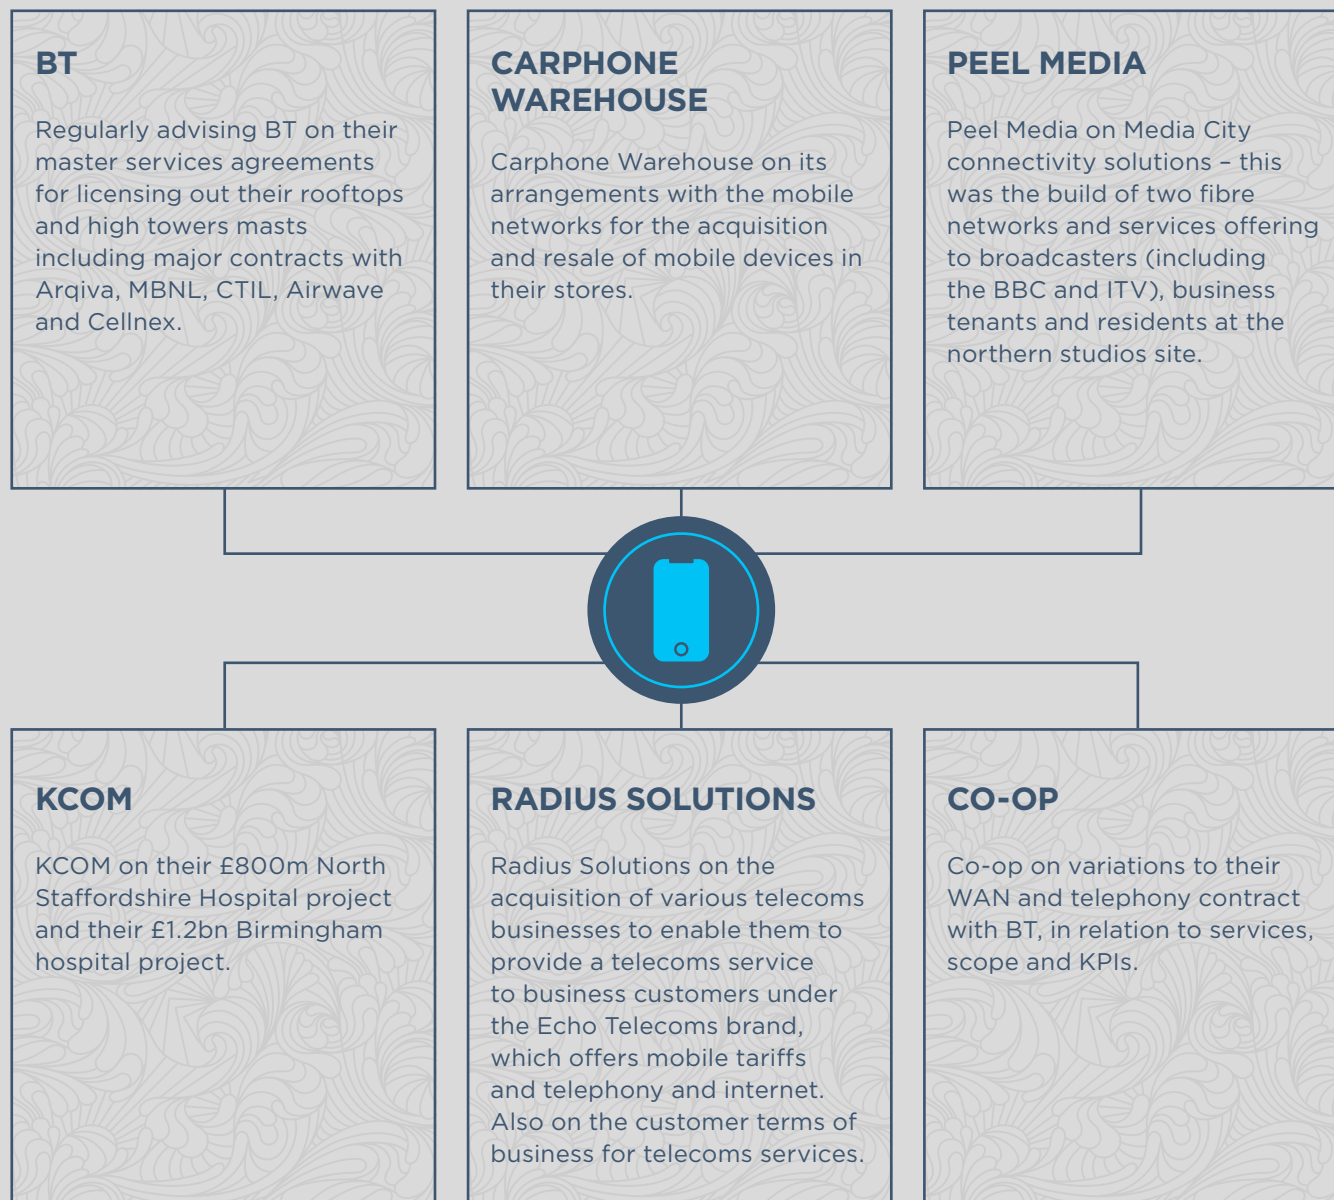 BT
Regularly advising BT on their
master services agreements
for licensing out their rooftops
and high towers masts
including major contracts with
Arqiva, MBNL, CTIL, Airwave
and Cellnex.
CARPHONE
WAREHOUSE
Carphone Warehouse on its
arrangements with the mobile
networks for the acquisition
and resale of mobile devices in
their stores.
PEEL MEDIA
Peel Media on Media City
connectivity solutions – this
was the build of two fibre
networks and services offering
to broadcasters (including
the BBC and ITV), business
tenants and residents at the
northern studios site.
KCOM
KCOM on their £800m North
Staffordshire Hospital project
and their £1.2bn Birmingham
hospital project.
RADIUS SOLUTIONS
Radius Solutions on the
acquisition of various telecoms
businesses to enable them to
provide a telecoms service
to business customers under
the Echo Telecoms brand,
which offers mobile tariffs
and telephony and internet.
Also on the customer terms of
business for telecoms services.
CO-OP
Co-op on variations to their
WAN and telephony contract
with BT, in relation to services,
scope and KPIs.